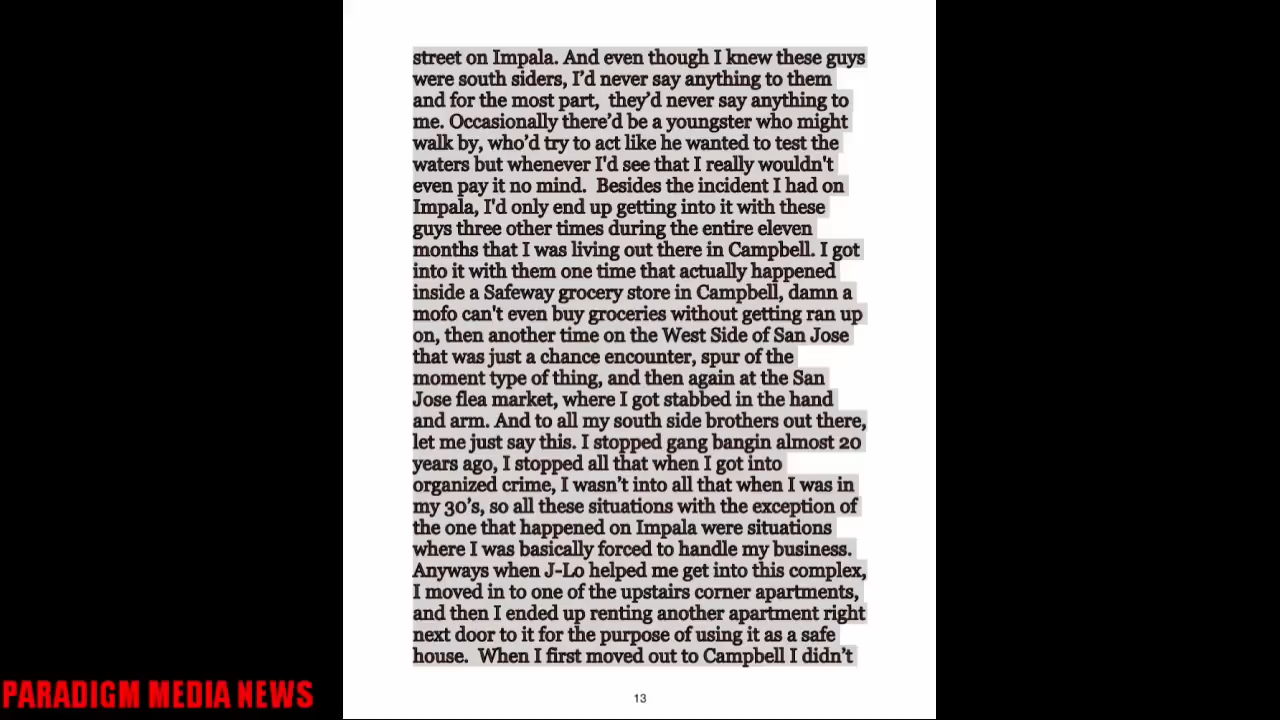 street on Impala. And even though I knew these guys
were south siders, I’d never say anything to them
and for the most part,  they’d never say anything to
me. Occasionally there’d be a youngster who might
walk by, who’d try to act like he wanted to test the
waters but whenever I'd see that I really wouldn't
even pay it no mind.  Besides the incident I had on
Impala, I'd only end up getting into it with these
guys three other times during the entire eleven
months that I was living out there in Campbell. I got
into it with them one time that actually happened
inside a Safeway grocery store in Campbell, damn a
mofo can't even buy groceries without getting ran up
on, then another time on the West Side of San Jose
that was just a chance encounter, spur of the
moment type of thing, and then again at the San
Jose flea market, where I got stabbed in the hand
and arm. And to all my south side brothers out there,
let me just say this. I stopped gang bangin almost 20
years ago, I stopped all that when I got into
organized crime, I wasn’t into all that when I was in
my 30’s, so all these situations with the exception of
the one that happened on Impala were situations
where I was basically forced to handle my business.
Anyways when J-Lo helped me get into this complex,
I moved in to one of the upstairs corner apartments,
and then I ended up renting another apartment right
next door to it for the purpose of using it as a safe
house.  When I first moved out to Campbell I didn’t
13
PARADIGM MEDIA NEWS